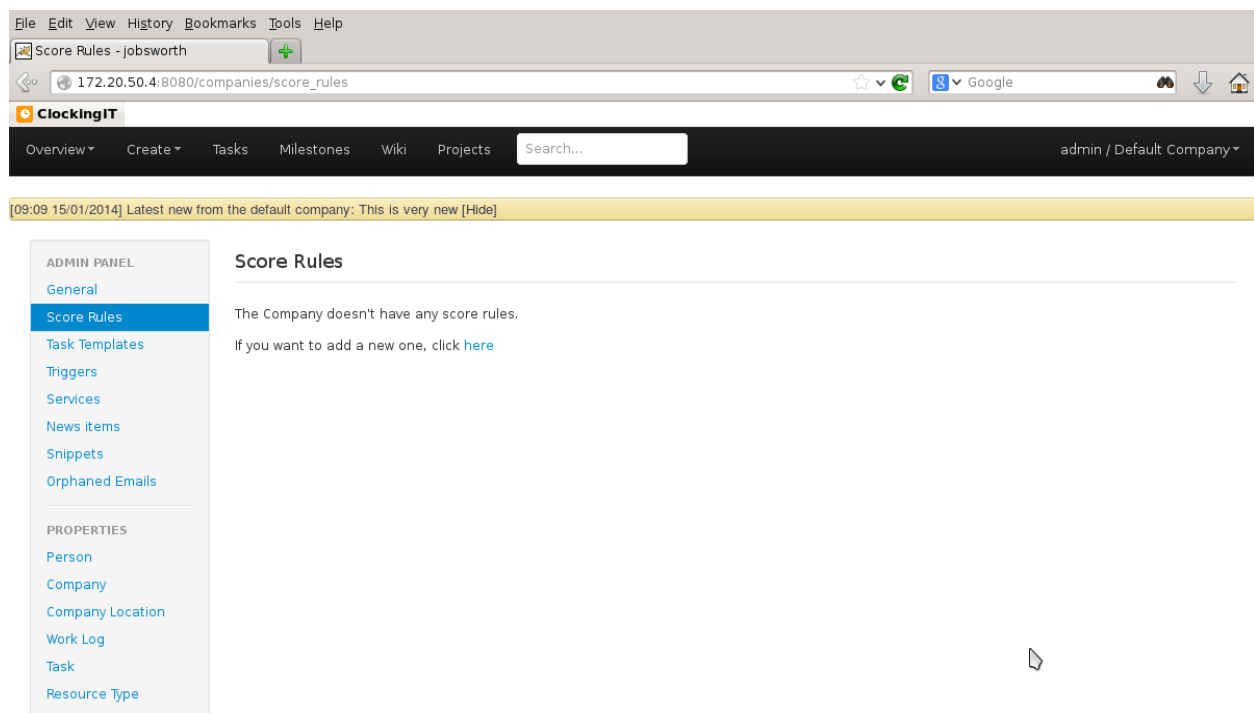 File Edit View History Bookmarks Tools Help
Score Rules - jobsworth
172.20.50.4:8080/companies/score_rules
Google
ClockingIT
Overview Create Tasks Milestones Wiki Projects Search... admin / Default Company
[09:09 15/01/2014] Latest new from the default company: This is very new [Hide]
ADMIN PANEL
General
Score Rules
Task Templates
Triggers
Services
News items
Snippets
Orphaned Emails
PROPERTIES
Person
Company
Company Location
Work Log
Task
Resource Type
Score Rules
The Company doesn't have any score rules.
If you want to add a new one, click here